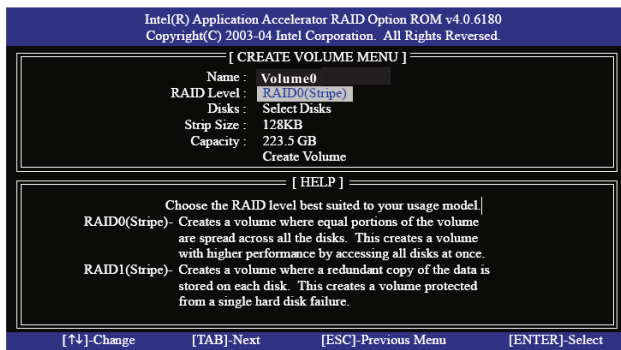 Intel(R) Application Accelerator RAID Option ROM v4.0.6180
Copyright(C) 2003-04 Intel Corporation. All Rights Reversed.
[ CREATE VOLUME MENU ]
Name : Volume0
RAID Level : RAID0(Stripe)
Disks : Select Disks
Strip Size : 128KB
Capacity : 223.5 GB
Create Volume
[ HELP ]
Choose the RAID level best suited to your usage model.
RAID0(Stripe)- Creates a volume where equal portions of the volume
are spread across all the disks. This creates a volume
with higher performance by accessing all disks at once.
RAID1(Stripe)- Creates a volume where a redundant copy of the data is
stored on each disk. This creates a volume protected
from a single hard disk failure.
[↑↓]-Change [TAB]-Next [ESC]-Previous Menu [ENTER]-Select